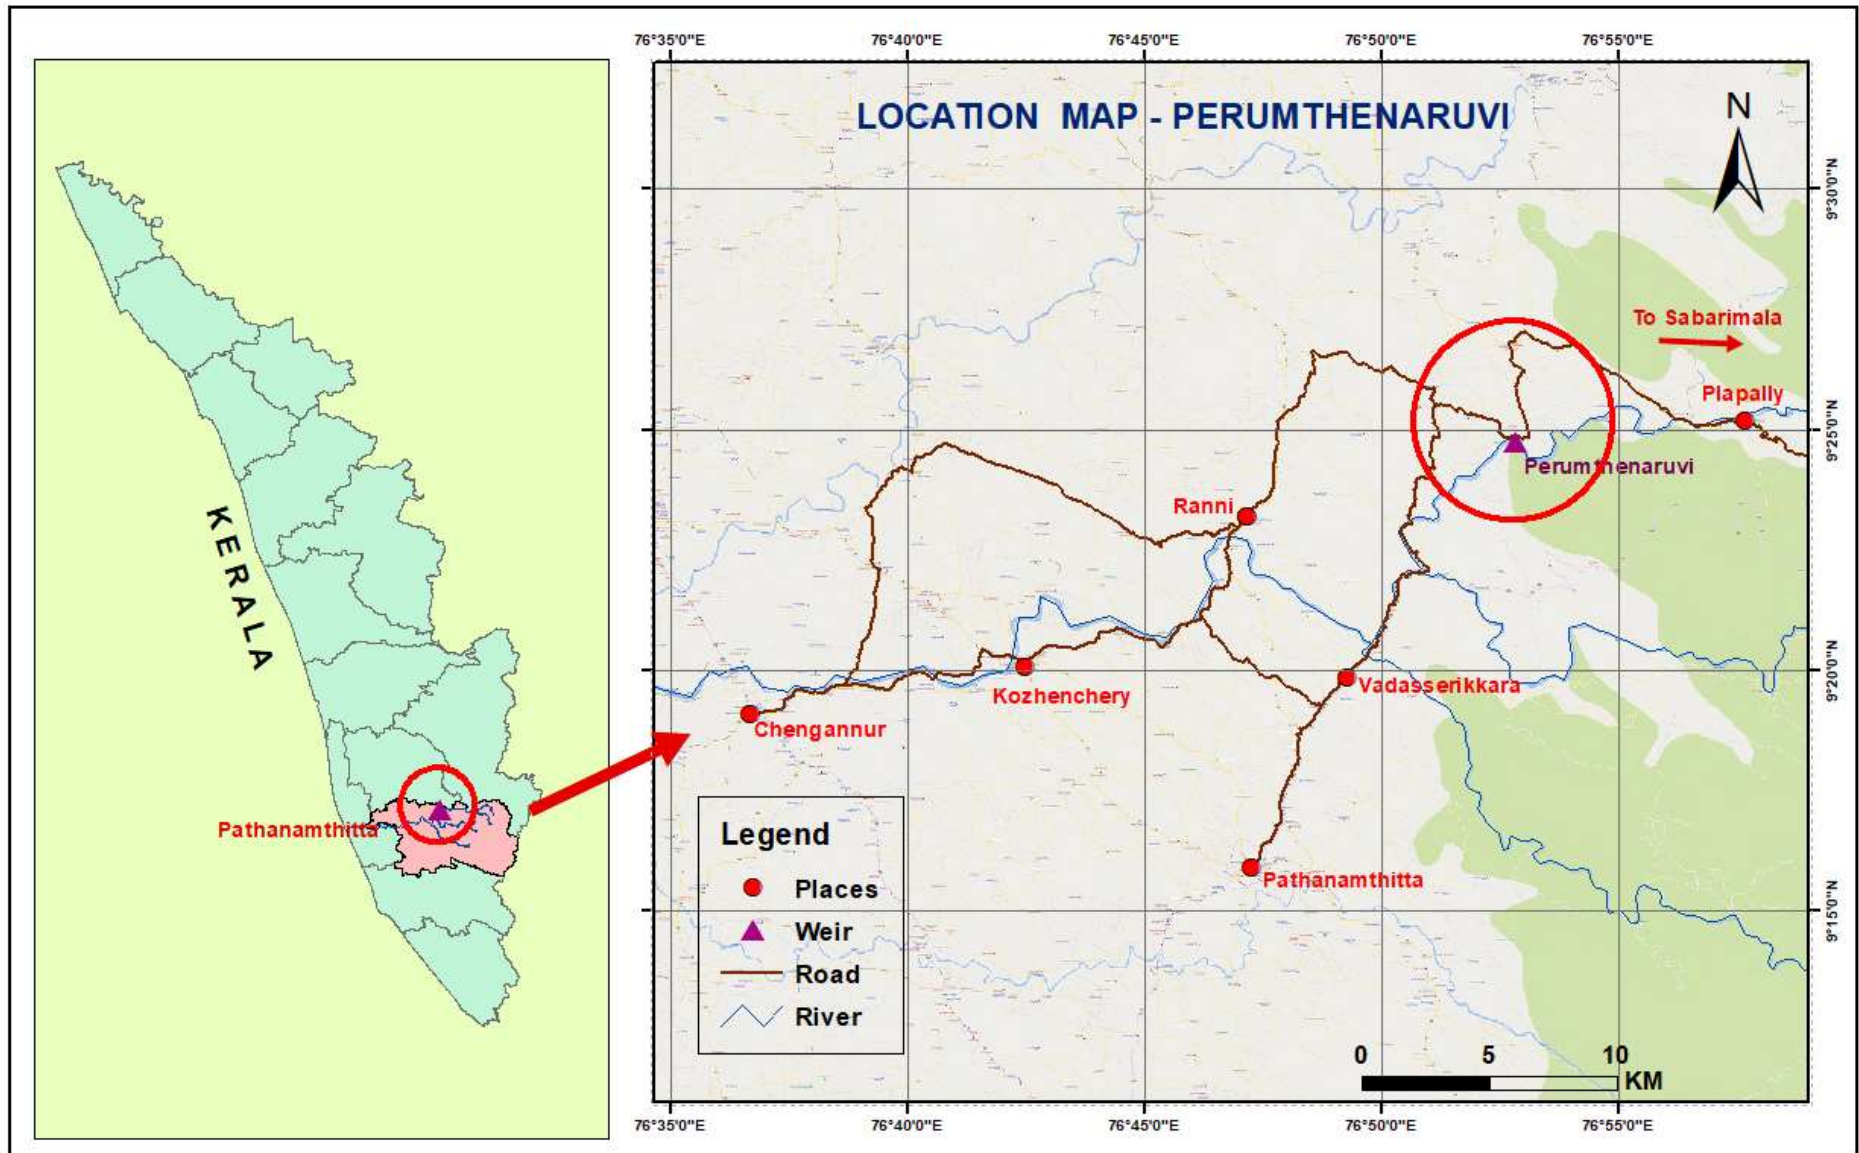 76°35'0"E 76°40'0"E 76°45'0"E 76°50'0"E 76°55'0"E
LOCATION MAP - PERUMTHENARUVI
N
9°30'0"N
To Sabarimala
Plapally
9°25'0"N
Perumthenaruvi
Ranni
KERALA
9°20'0"N
Vadasserikkara
Kozhenchery
Chengannur
Pathanamthitta
Pathanamthitta
9°15'0"N
Legend
Places
Weir
Road
River
0 5 10
KM
76°35'0"E 76°40'0"E 76°45'0"E 76°50'0"E 76°55'0"E